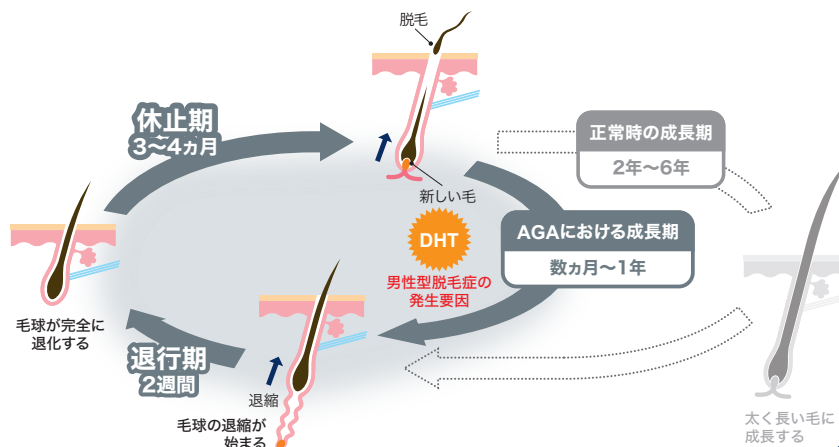 脱毛
休止期
3〜4ヵ月
新しい毛
正常時の成長期
2年〜6年
DHT
男性型脱毛症の
発生要因
AGAにおける成長期
数ヵ月〜1年
毛球が完全に
退化する
退行期
2週間
退縮
毛球の退縮が
始まる
太く長い毛に
成長する